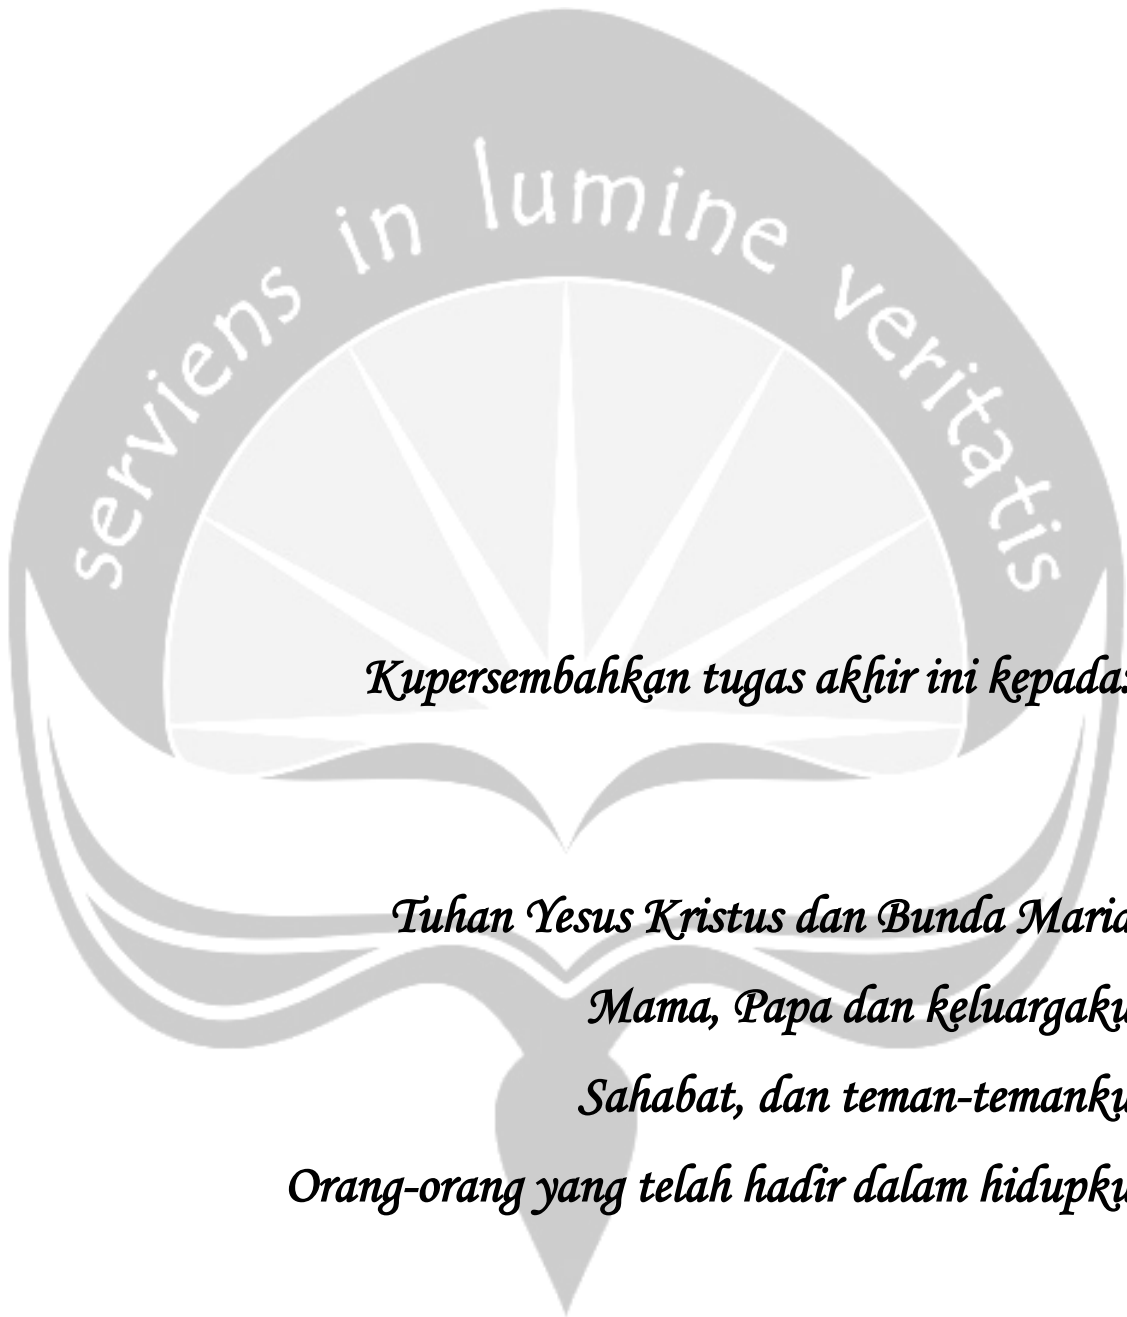 serviens in lumine veritatis
Kupersembahkan tugas akhir ini kepada:
Tuhan Yesus Kristus dan Bunda Maria
Mama, Papa dan keluargaku
Sahabat, dan teman-temanku
Orang-orang yang telah hadir dalam hidupku